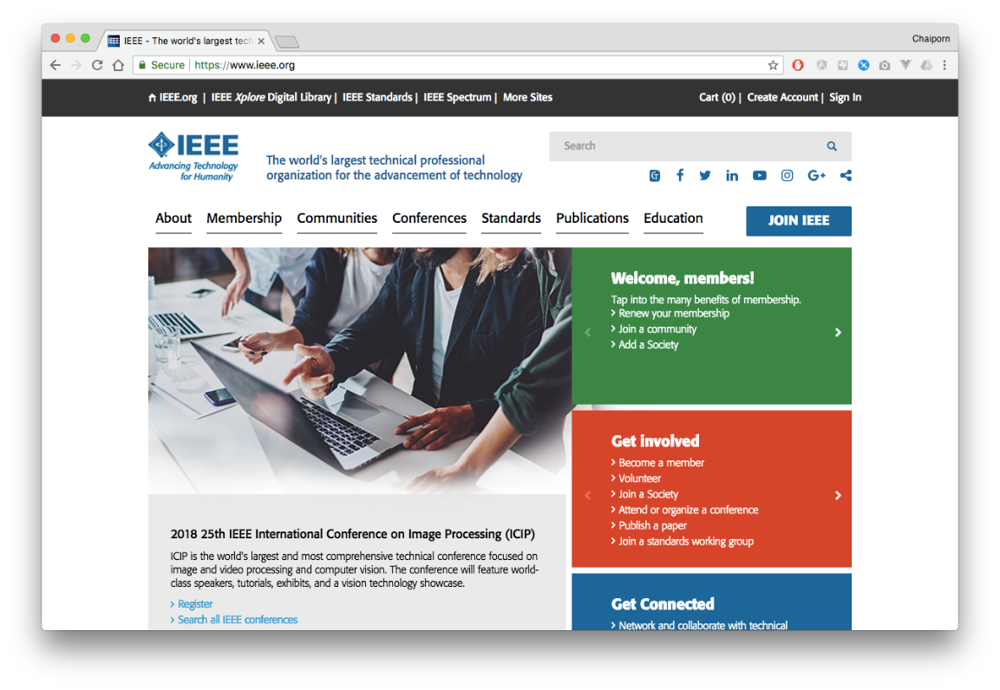 IEEE - The world's largest tech
Chaiporn
Secure https://www.ieee.org
IEEE.org | IEEE Xplore Digital Library | IEEE Standards | IEEE Spectrum | More Sites
Cart (0) | Create Account | Sign In
IEEE
Advancing Technology
for Humanity
The world's largest technical professional
organization for the advancement of technology
Search
About Membership Communities Conferences Standards Publications Education
JOIN IEEE
Welcome, members!
Tap into the many benefits of membership.
> Renew your membership
> Join a community
> Add a Society
Get involved
> Become a member
> Volunteer
> Join a Society
> Attend or organize a conference
> Publish a paper
> Join a standards working group
2018 25th IEEE International Conference on Image Processing (ICIP)
ICIP is the world's largest and most comprehensive technical conference focused on
image and video processing and computer vision. The conference will feature world-
class speakers, tutorials, exhibits, and a vision technology showcase.
> Register
> Search all IEEE conferences
Get Connected
> Network and collaborate with technical